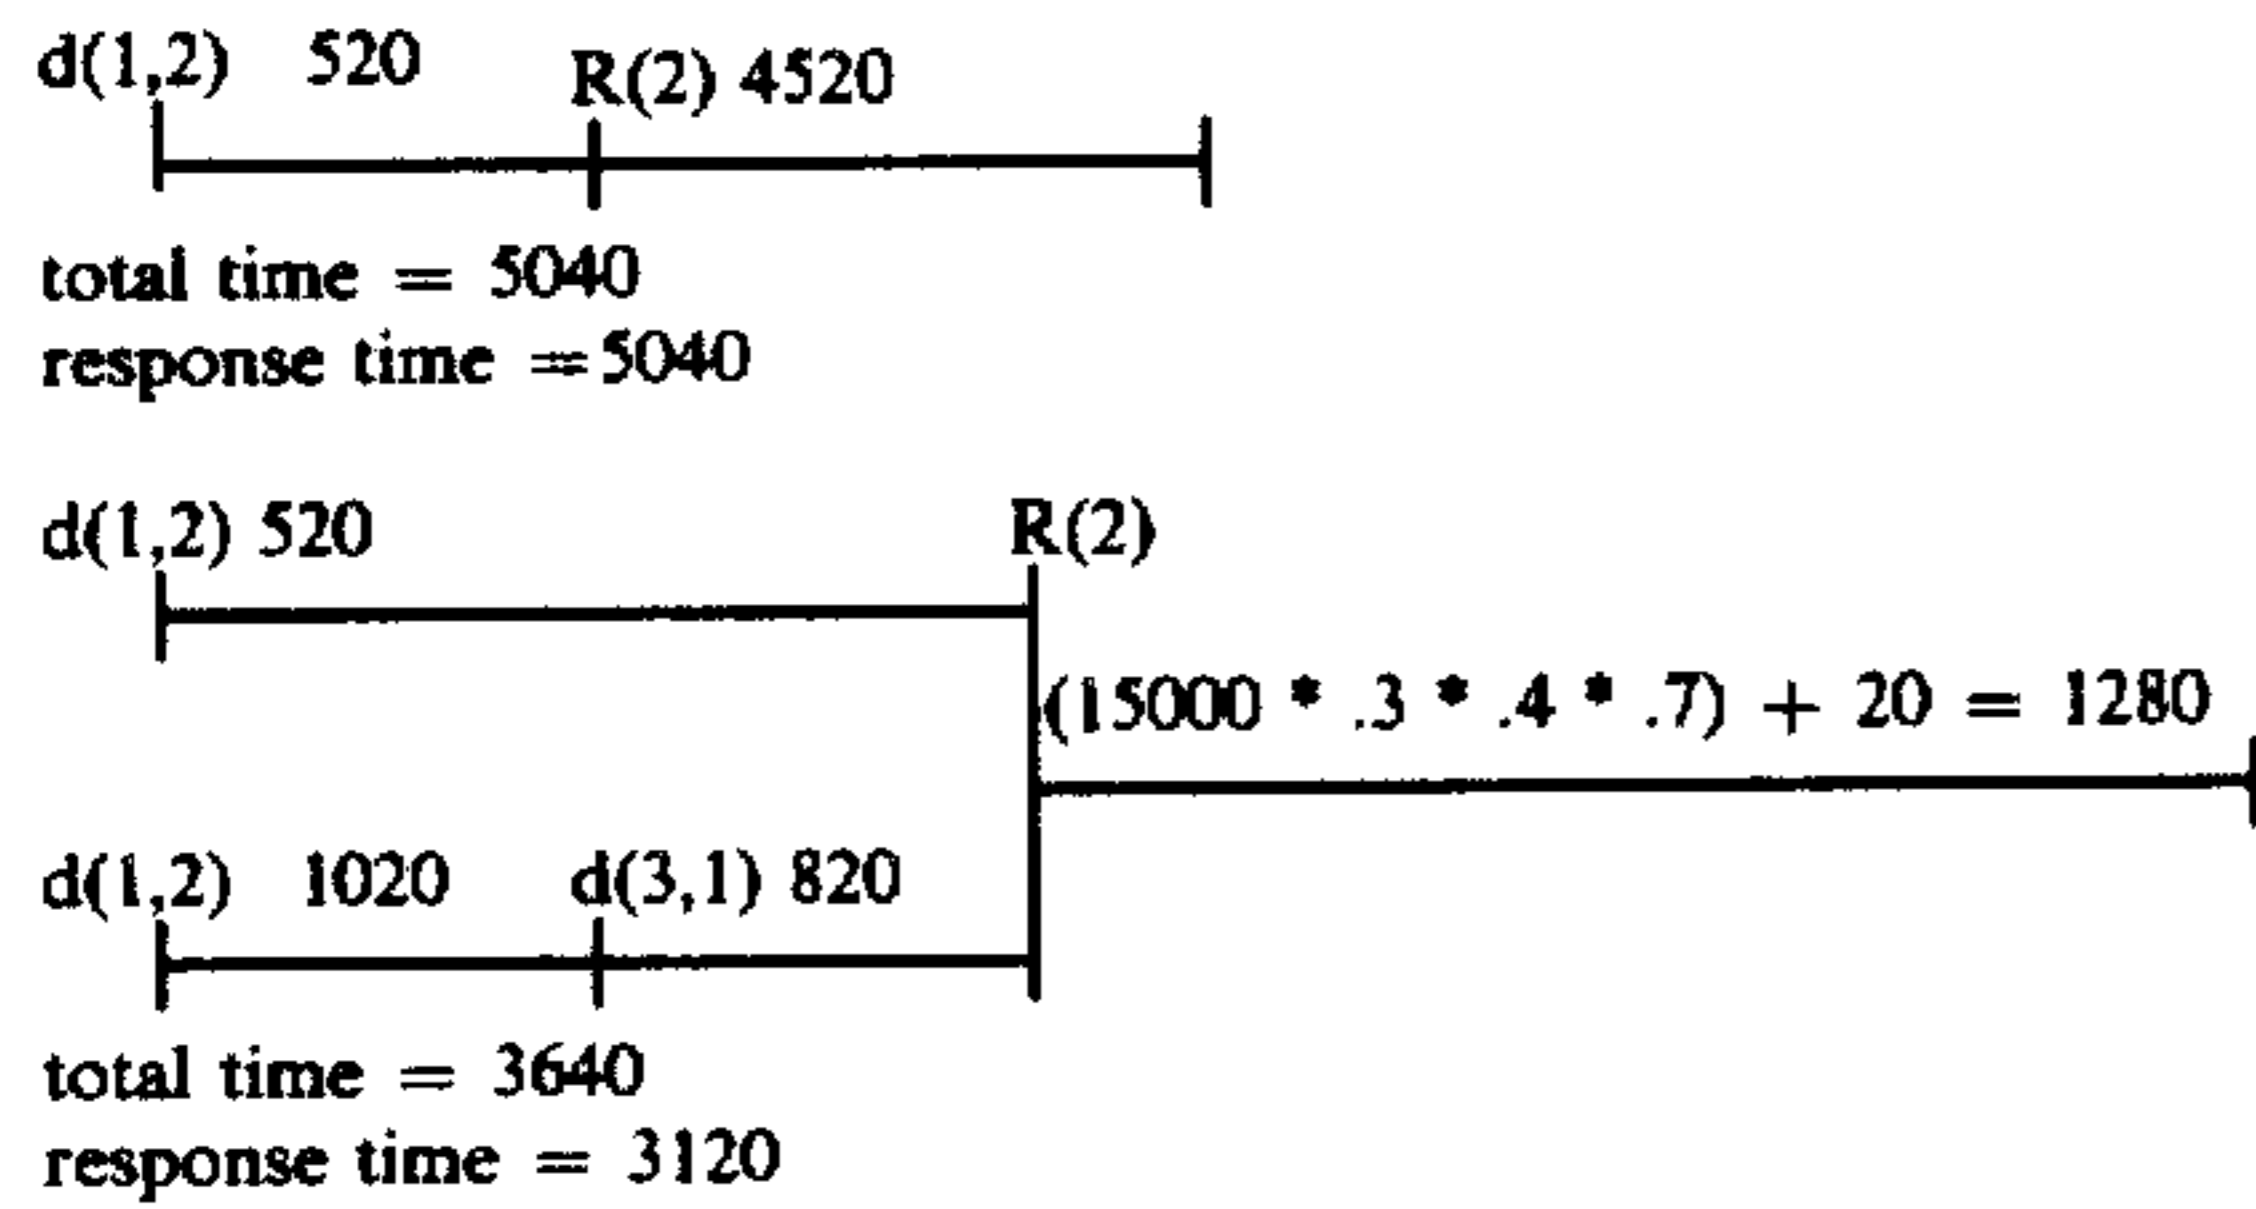 d(1,2) 520 R(2) 4520
total time = 5040
response time =5040
d(1,2) 520 R(2)
(15000 * .3 * .4 * .7) + 20 = 1280
d(1,2) 1020 d(3,1) 820
total time = 3640
response time = 3120